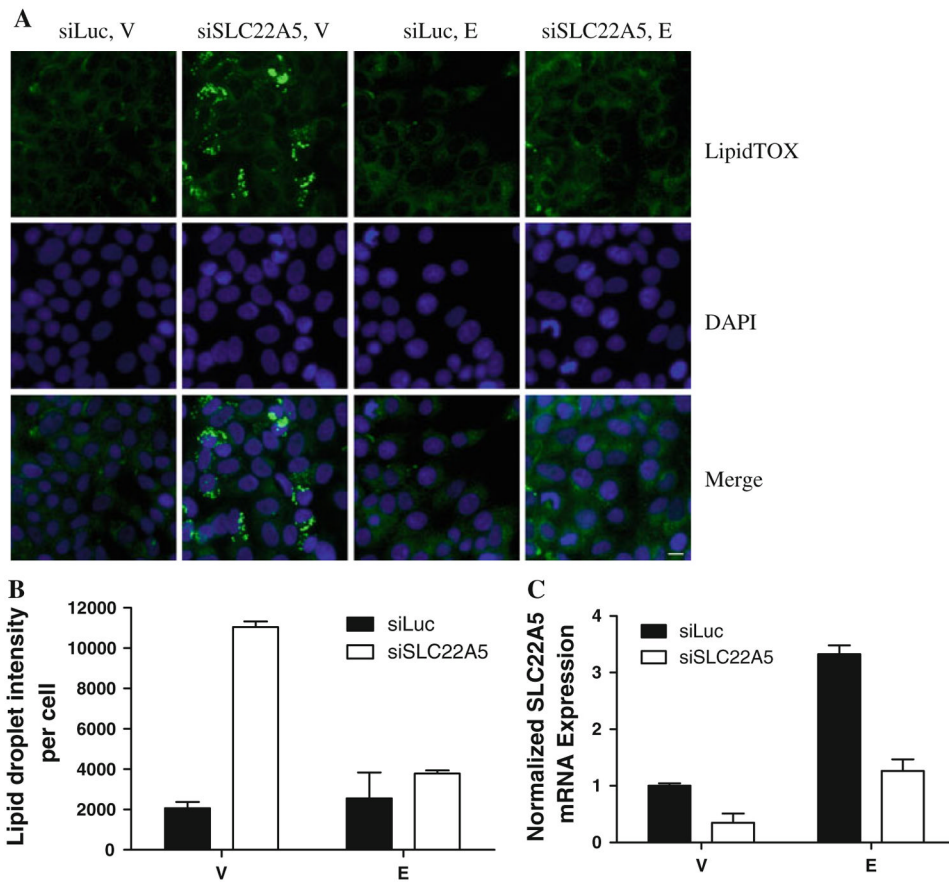 A
siLuc, V
siSLC22A5, V
siLuc, E
siSLC22A5, E
LipidTOX
DAPI
Merge
B
Lipid droplet intensity
per cell
12000
10000
8000
6000
4000
2000
0
siLuc
siSLC22A5
V
E
C
Normalized SLC22A5
mRNA Expression
4
3
2
1
0
siLuc
siSLC22A5
V
E